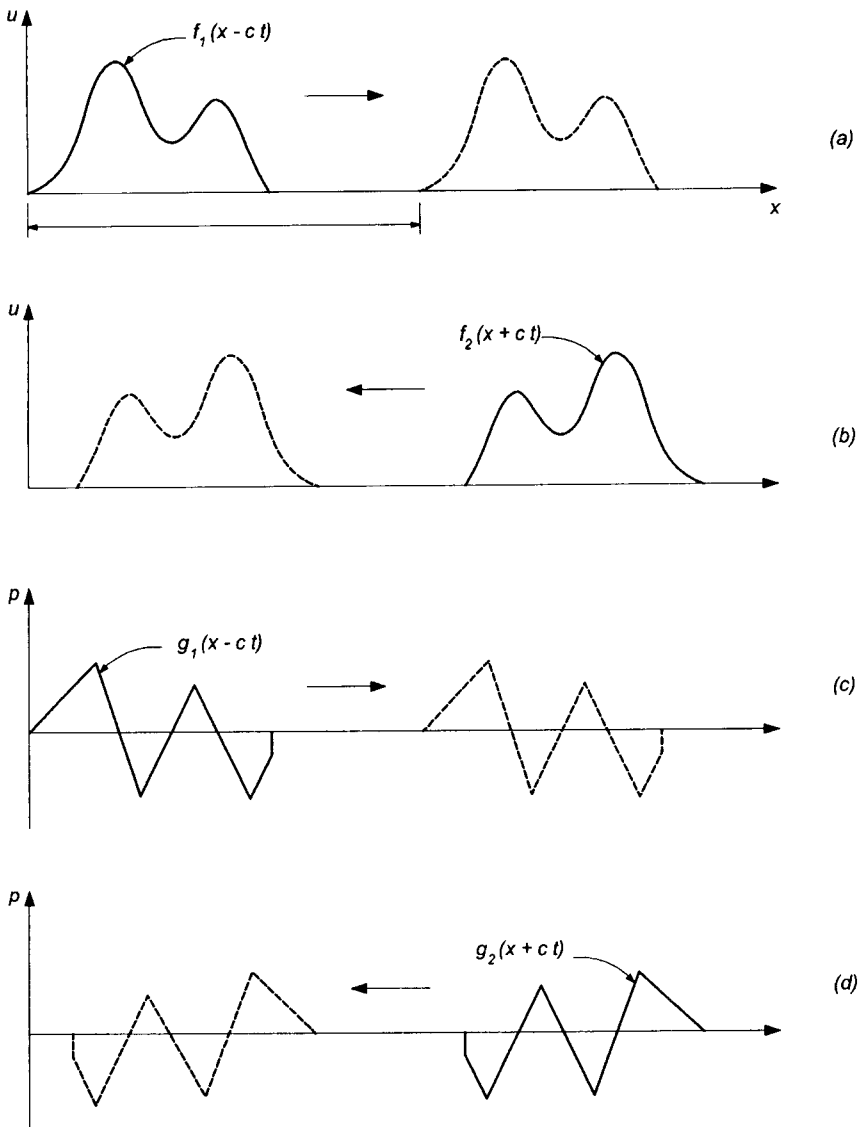 u
f₁(x - c t)
(a)
x
u
f₂(x + c t)
(b)
p
g₁(x - c t)
(c)
p
g₂(x + c t)
(d)